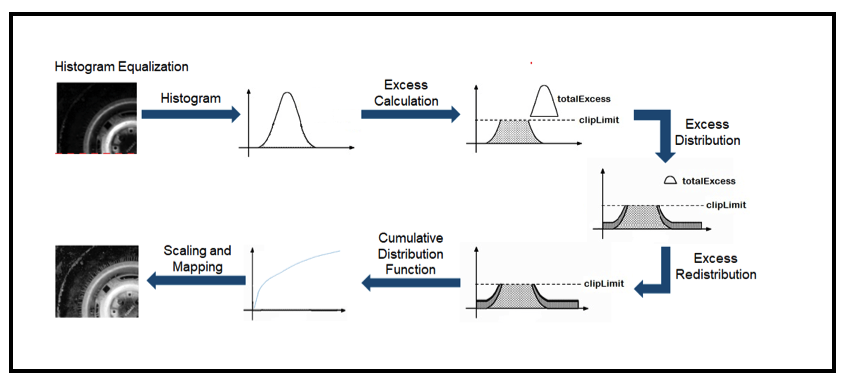 Histogram Equalization
Histogram
Excess
Calculation
totalExcess
clipLimit
Excess
Distribution
totalExcess
clipLimit
Excess
Redistribution
clipLimit
Cumulative
Distribution
Function
Scaling and
Mapping